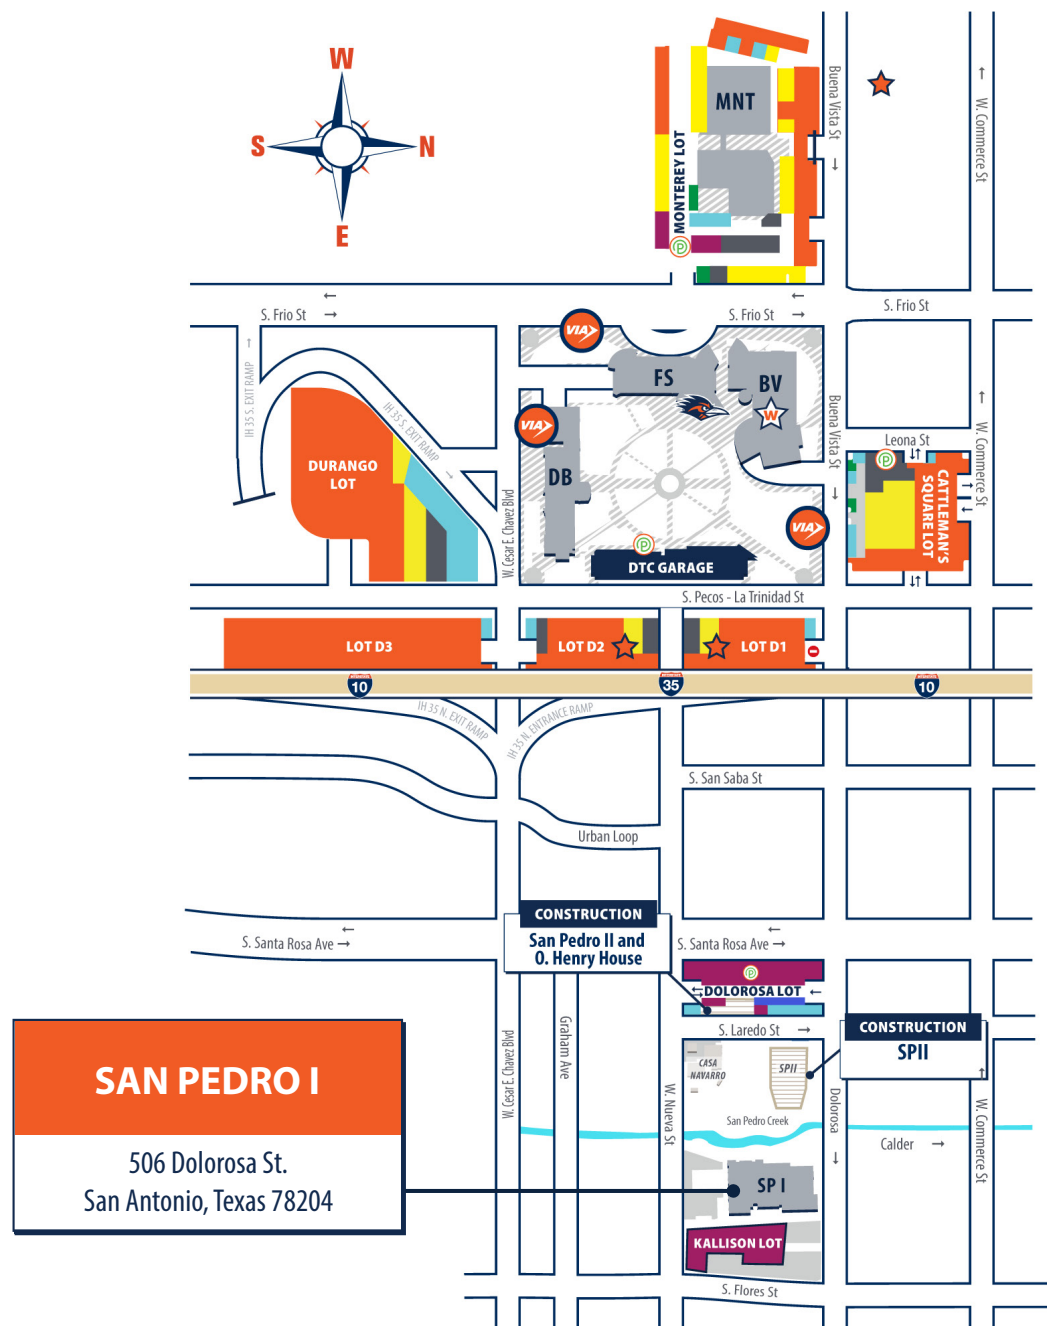 W
S
N
E
MNT
MONTEREY LOT
Buena Vista St
W. Commerce St
S. Frio St
S. Frio St
S. Frio St
IH 35 S. EXIT RAMP
IH 35 S. EXIT RAMP
VIA
FS
BV
W
VIA
DB
Buena Vista St
Leona St
W. Commerce St
DURANGO
LOT
W. Cesar E. Chavez Blvd
P
P
P
CATTLEMAN'S
SQUARE LOT
VIA
DTC GARAGE
S. Pecos - La Trinidad St
LOT D3
LOT D2
LOT D1
INTERSTATE
10
INTERSTATE
35
INTERSTATE
10
IH 35 N. EXIT RAMP
IH 35 N. ENTRANCE RAMP
S. San Saba St
Urban Loop
CONSTRUCTION
San Pedro II and
O. Henry House
S. Santa Rosa Ave
S. Santa Rosa Ave
P
DOLOROSA LOT
S. Laredo St
CONSTRUCTION
SPII
CASA
NAVARRO
SPII
W. Cesar E. Chavez Blvd
Graham Ave
W. Nueva St
Dolorosa
W. Commerce St
San Pedro Creek
Calder
SAN PEDRO I
506 Dolorosa St.
San Antonio, Texas 78204
SP I
KALLISON LOT
S. Flores St